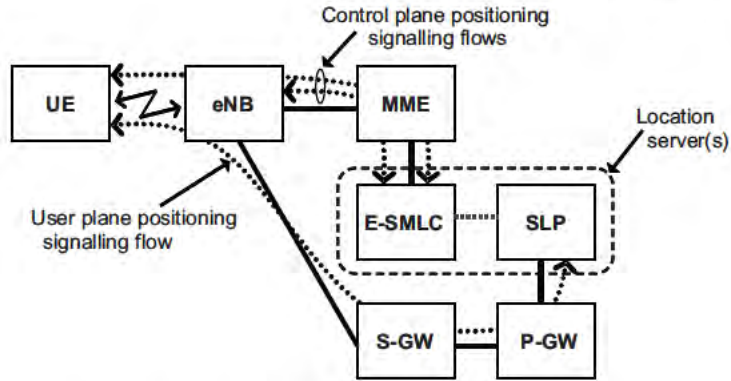 Control plane positioning
signalling flows
UE
eNB
MME
Location
server(s)
User plane positioning
signalling flow
E-SMLC
SLP
S-GW
P-GW